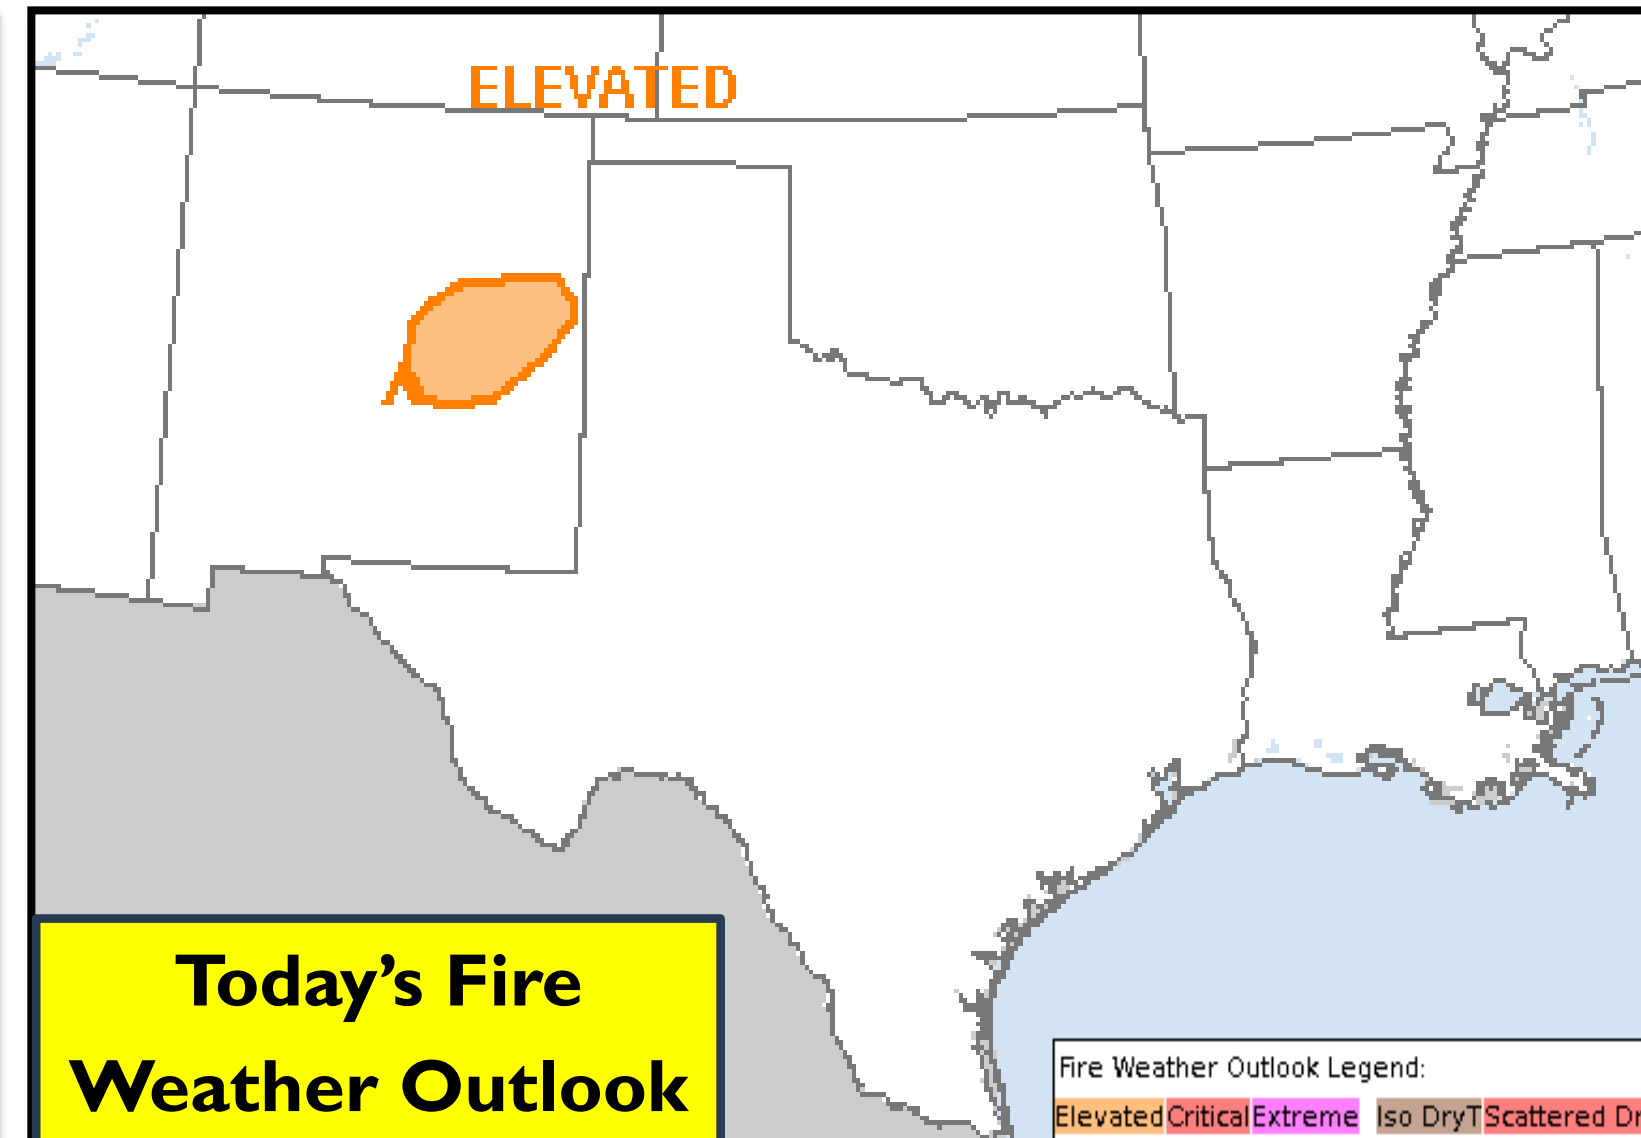 ELEVATED
Today’s Fire
Weather Outlook
Fire Weather Outlook Legend:
Elevated Critical Extreme Iso DryT Scattered Dr